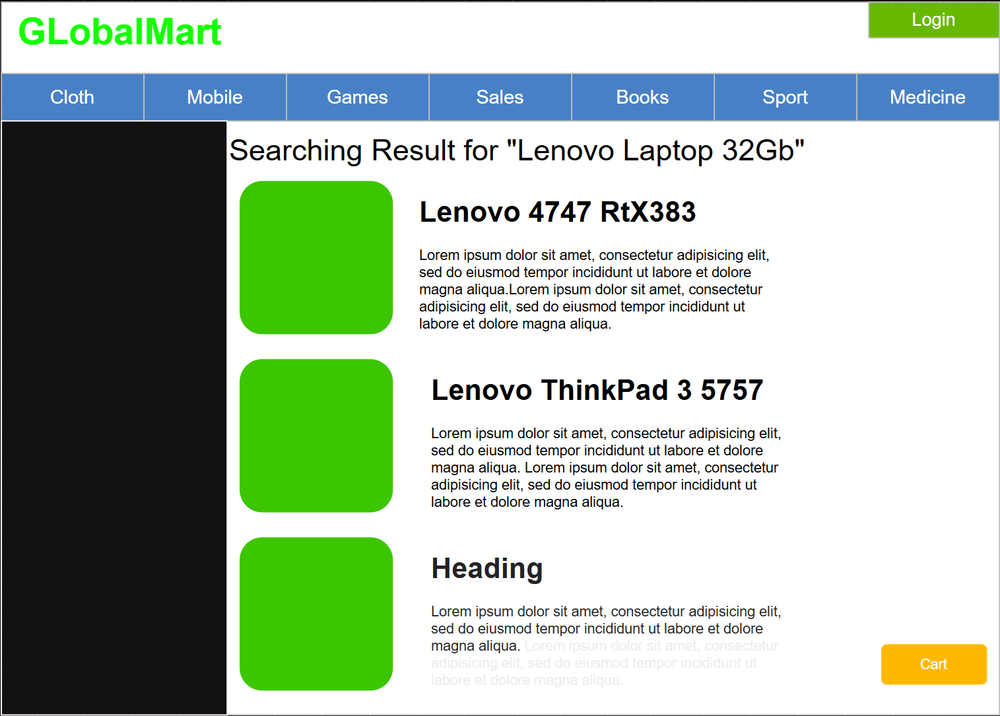 GLobalMart
Login
Cloth
Mobile
Games
Sales
Books
Sport
Medicine
Searching Result for "Lenovo Laptop 32Gb"
Lenovo 4747 RtX383
Lorem ipsum dolor sit amet, consectetur adipisicing elit,
sed do eiusmod tempor incididunt ut labore et dolore
magna aliqua.Lorem ipsum dolor sit amet, consectetur
adipisicing elit, sed do eiusmod tempor incididunt ut
labore et dolore magna aliqua.
Lenovo ThinkPad 3 5757
Lorem ipsum dolor sit amet, consectetur adipisicing elit,
sed do eiusmod tempor incididunt ut labore et dolore
magna aliqua. Lorem ipsum dolor sit amet, consectetur
adipisicing elit, sed do eiusmod tempor incididunt ut
labore et dolore magna aliqua.
Heading
Lorem ipsum dolor sit amet, consectetur adipisicing elit,
sed do eiusmod tempor incididunt ut labore et dolore
magna aliqua. Lorem ipsum dolor sit amet, consectetur
adipisicing elit, sed do eiusmod tempor incididunt ut
labore et dolore magna aliqua.
Cart